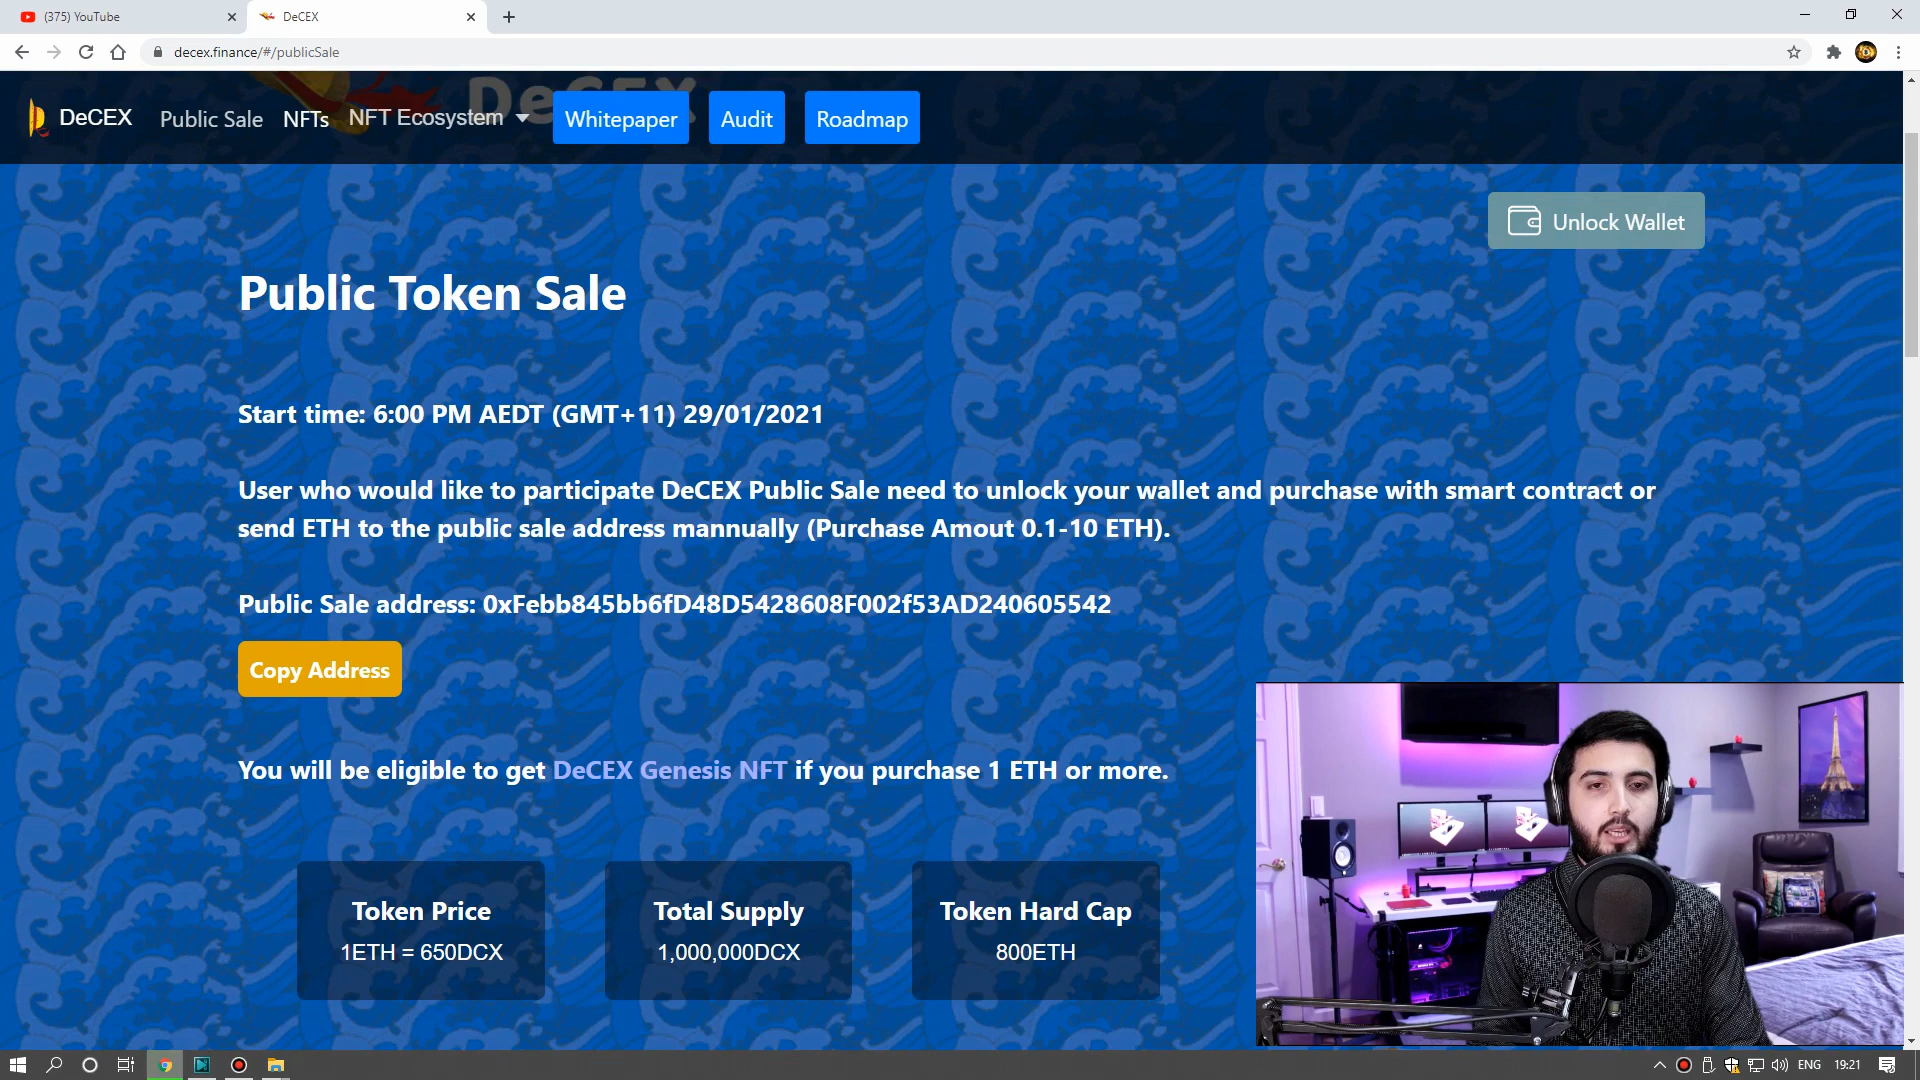 (375) YouTube
DeCEX
decex.finance/#/publicSale
DeCEX
DeCEX
Public Sale
NFTs
NFT Ecosystem
Whitepaper
Audit
Roadmap
Unlock Wallet
Public Token Sale
Start time: 6:00 PM AEDT (GMT+11) 29/01/2021
User who would like to participate DeCEX Public Sale need to unlock your wallet and purchase with smart contract or
send ETH to the public sale address mannually (Purchase Amout 0.1-10 ETH).
Public Sale address: 0xFebb845bb6fD48D5428608F002f53AD240605542
Copy Address
You will be eligible to get DeCEX Genesis NFT if you purchase 1 ETH or more.
Token Price
1ETH = 650DCX
Total Supply
1,000,000DCX
Token Hard Cap
800ETH
ENG
19:21